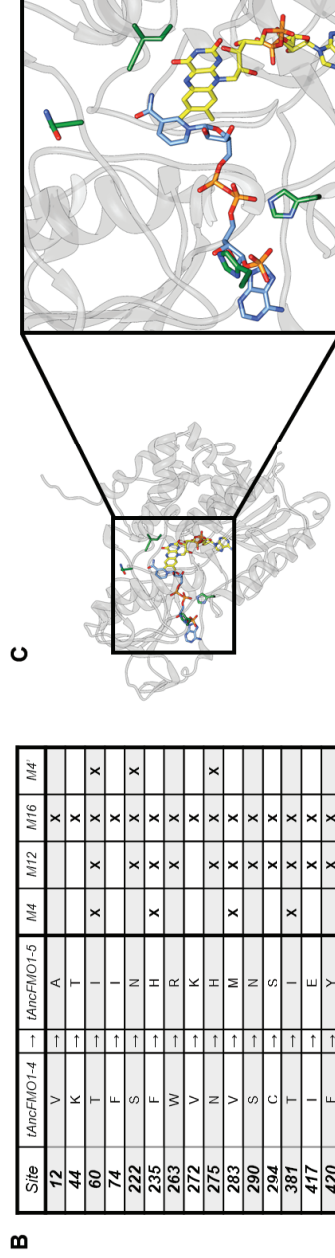 B
Site tAncFMO1-4 → tAncFMO1-5 M4 M12 M16 M4'
12 V → A X
44 K → T X
60 T → I X X X X
74 F → I X
222 S → N X X X
235 F → H X X X
263 W → R X X
272 V → K X
275 N → H X X X
283 V → M X X X
290 S → N X X
294 C → S X X
381 T → I X X X
417 I → E X X
420 F → Y X X
C